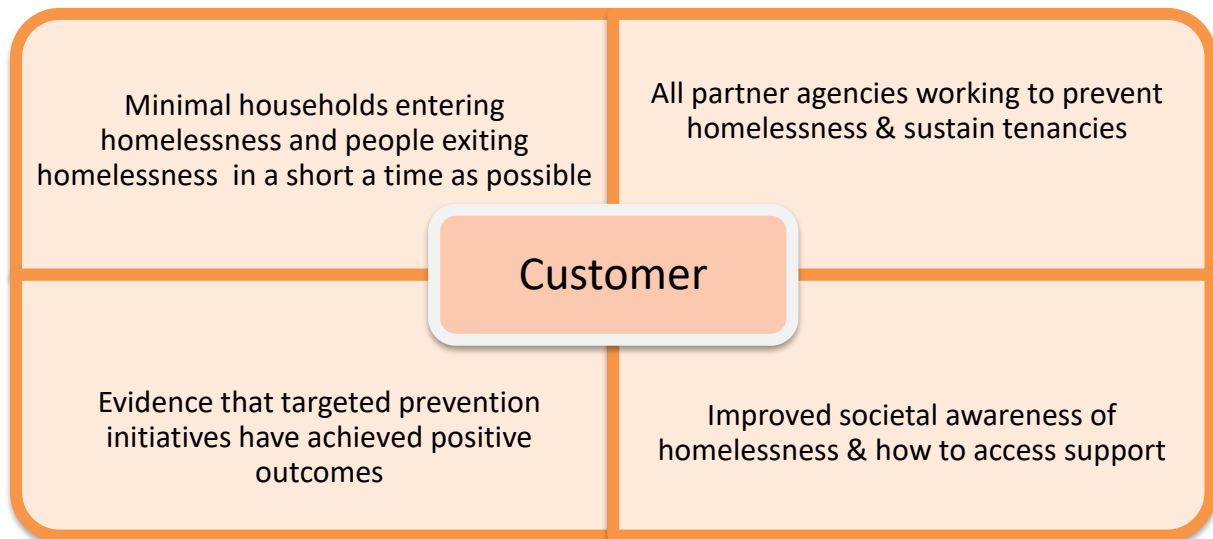 Minimal households entering
homelessness and people exiting
homelessness  in a short a time as possible
All partner agencies working to prevent
homelessness & sustain tenancies
Customer
Evidence that targeted prevention
initiatives have achieved positive
outcomes
Improved societal awareness of
homelessness & how to access support